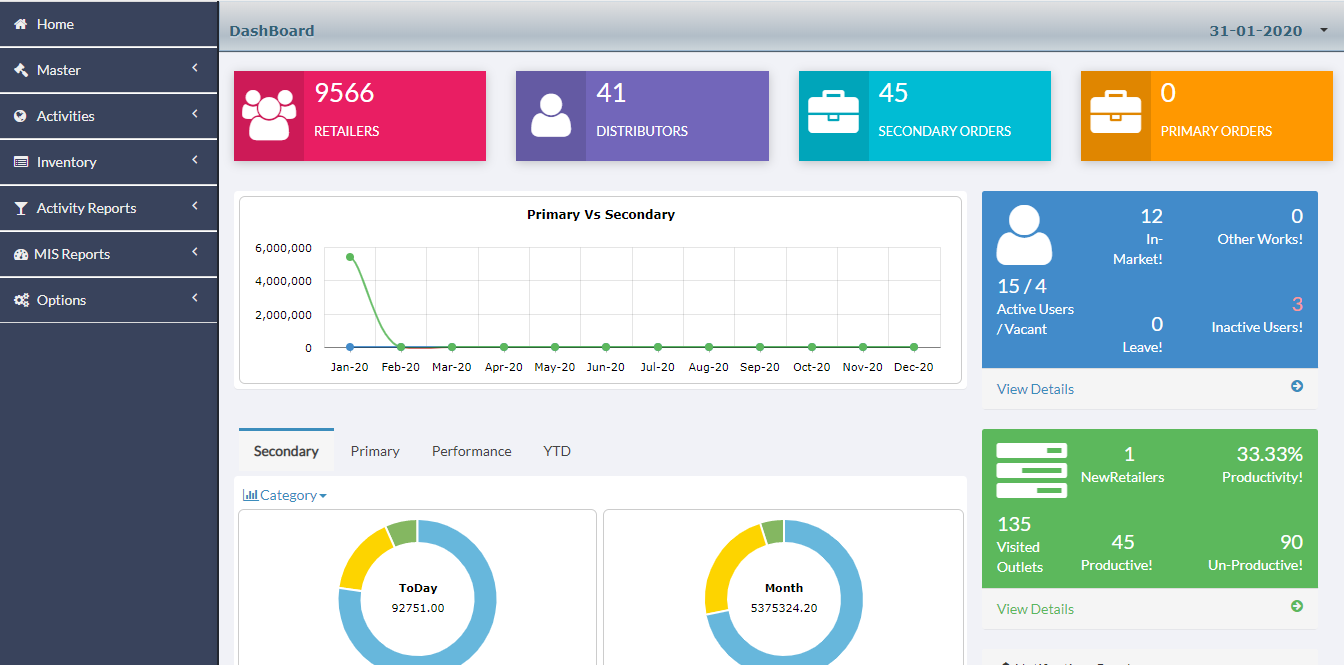 Home
Master
Activities
Inventory
Activity Reports
MIS Reports
Options
DashBoard
31-01-2020
9566
RETAILERS
41
DISTRIBUTORS
45
SECONDARY ORDERS
0
PRIMARY ORDERS
Primary Vs Secondary
6,000,000
4,000,000
2,000,000
0
Jan-20 Feb-20 Mar-20 Apr-20 May-20 Jun-20 Jul-20 Aug-20 Sep-20 Oct-20 Nov-20 Dec-20
12
In-
Market!
0
Other Works!
15 / 4
Active Users
/ Vacant
0
Leave!
3
Inactive Users!
View Details
Secondary Primary Performance YTD
Category
ToDay
92751.00
Month
5375324.20
1
NewRetailers
33.33%
Productivity!
135
Visited
Outlets
45
Productive!
90
Un-Productive!
View Details